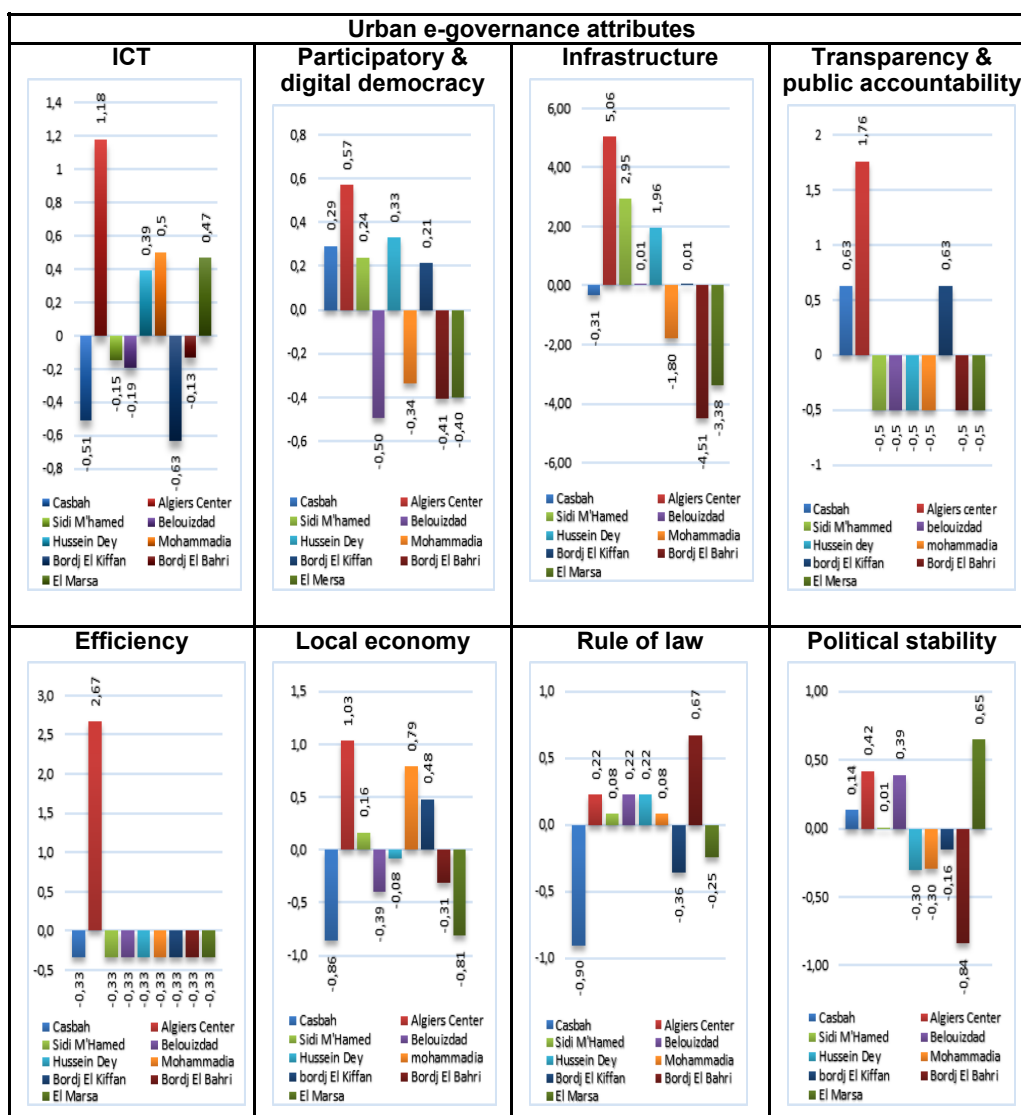 Urban e-governance attributes
ICT
1,4
1,2
1
0,8
0,6
0,4
0,2
0
-0,2
-0,4
-0,6
-0,8
-0,51
1,18
-0,15
-0,19
0,39
0,5
-0,63
-0,13
0,47
Casbah Algiers Center
Sidi M'hamed Belouizdad
Hussein Dey Mohammadia
Bordj El Kiffan Bordj El Bahri
El Marsa
Participatory &
digital democracy
0,8
0,6
0,4
0,2
0,0
-0,2
-0,4
-0,6
0,29
0,57
0,24
-0,50
0,33
-0,34
0,21
-0,41
-0,40
Casbah Algiers Center
Sidi M'hamed Belouizdad
Hussein Dey Mohammadia
Bordj El Kiffan Bordj El Bahri
El Mersa
Infrastructure
6,00
4,00
2,00
0,00
-2,00
-4,00
-6,00
-0,31
5,06
2,95
0,01
1,96
-1,80
0,01
-4,51
-3,38
Casbah Algiers Center
Sidi M'Hamed Belouizdad
Hussein Dey Mohammadia
Bordj El Kiffan Bordj El Bahri
El Marsa
Transparency &
public accountability
2
1,5
1
0,5
0
-0,5
-1
0,63
1,76
-0,5
-0,5
-0,5
-0,5
0,63
-0,5
-0,5
Casbah Algiers center
Sidi M'hammed belouizdad
Hussein dey mohammadia
bordj El Kiffan Bordj El Bahri
El Mersa
Efficiency
3,0
2,5
2,0
1,5
1,0
0,5
0,0
-0,5
-0,33
2,67
-0,33
-0,33
-0,33
-0,33
-0,33
-0,33
-0,33
Casbah Algiers Center
Sidi M'Hamed Belouizdad
Hussein Dey Mohammadia
Bordj El Kiffan Bordj El Bahri
El Marsa
Local economy
1,5
1,0
0,5
0,0
-0,5
-1,0
-0,86
1,03
0,16
-0,39
-0,08
0,79
0,48
-0,31
-0,81
Casbah Algiers Center
Sidi M'Hamed Belouizdad
Hussein Dey mohammadia
bordj El Kiffan Bordj El Bahri
El Marsa
Rule of law
1,0
0,5
0,0
-0,5
-1,0
-0,90
0,22
0,08
0,22
0,22
0,08
-0,36
0,67
-0,25
Casbah Algiers Center
Sidi M'Hamed Belouizdad
Hussein Dey Mohammadia
Bordj El Kiffan Bordj El Bahri
El Marsa
Political stability
1,00
0,50
0,00
-0,50
-1,00
0,14
0,42
0,01
0,39
-0,30
-0,30
-0,16
-0,84
0,65
Casbah Algiers Center
Sidi M'Hamed Belouizdad
Hussein Dey Mohammadia
bordj El Kiffan Bordj El Bahri
El Marsa